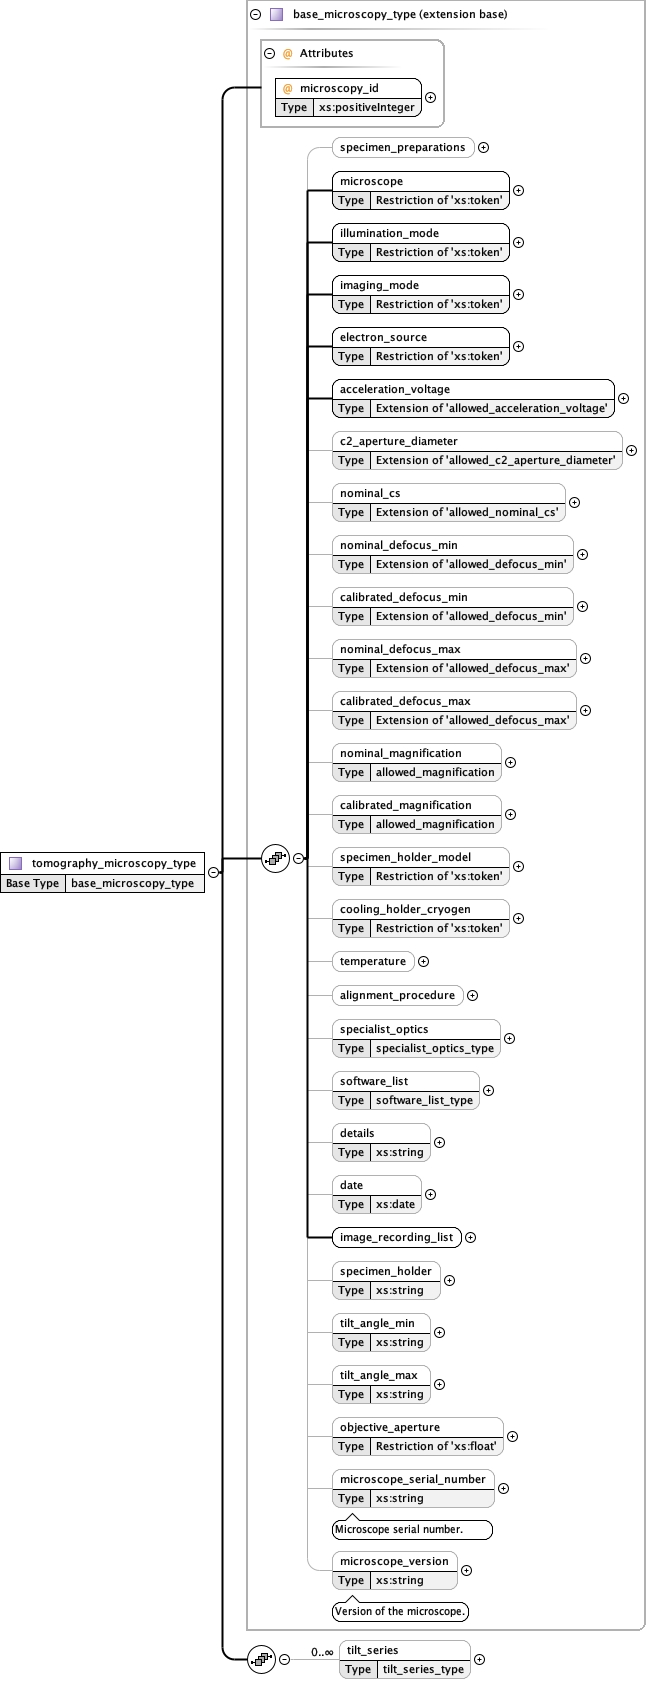 base_microscopy_type (extension base)
@ Attributes
@ microscopy_id
Type xs:positiveInteger
specimen_preparations
microscope
Type Restriction of 'xs:token'
illumination_mode
Type Restriction of 'xs:token'
imaging_mode
Type Restriction of 'xs:token'
electron_source
Type Restriction of 'xs:token'
acceleration_voltage
Type Extension of 'allowed_acceleration_voltage'
c2_aperture_diameter
Type Extension of 'allowed_c2_aperture_diameter'
nominal_cs
Type Extension of 'allowed_nominal_cs'
nominal_defocus_min
Type Extension of 'allowed_defocus_min'
calibrated_defocus_min
Type Extension of 'allowed_defocus_min'
nominal_defocus_max
Type Extension of 'allowed_defocus_max'
calibrated_defocus_max
Type Extension of 'allowed_defocus_max'
nominal_magnification
Type allowed_magnification
calibrated_magnification
Type allowed_magnification
tomography_microscopy_type
Base Type base_microscopy_type
specimen_holder_model
Type Restriction of 'xs:token'
cooling_holder_cryogen
Type Restriction of 'xs:token'
temperature
alignment_procedure
specialist_optics
Type specialist_optics_type
software_list
Type software_list_type
details
Type xs:string
date
Type xs:date
image_recording_list
specimen_holder
Type xs:string
tilt_angle_min
Type xs:string
tilt_angle_max
Type xs:string
objective_aperture
Type Restriction of 'xs:float'
microscope_serial_number
Type xs:string
Microscope serial number.
microscope_version
Type xs:string
Version of the microscope.
0..∞
tilt_series
Type tilt_series_type